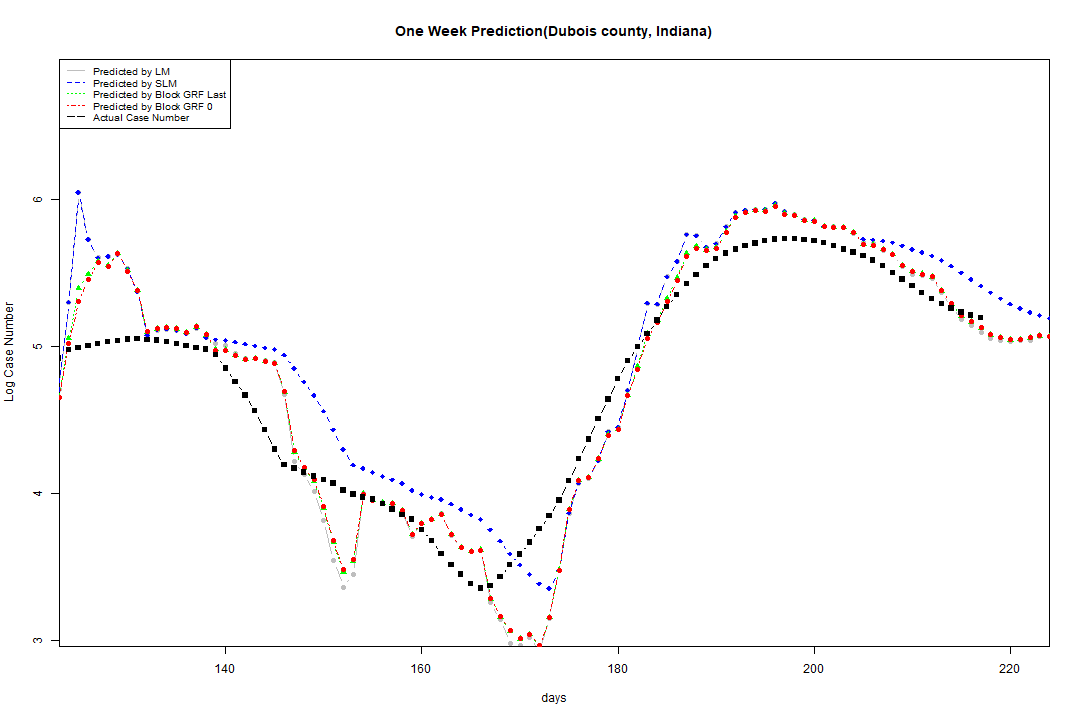 One Week Prediction(Dubois county, Indiana)
Predicted by LM
Predicted by SLM
Predicted by Block GRF Last
Predicted by Block GRF 0
Actual Case Number
Log Case Number
6
5
4
3
140 160 180 200 220
days